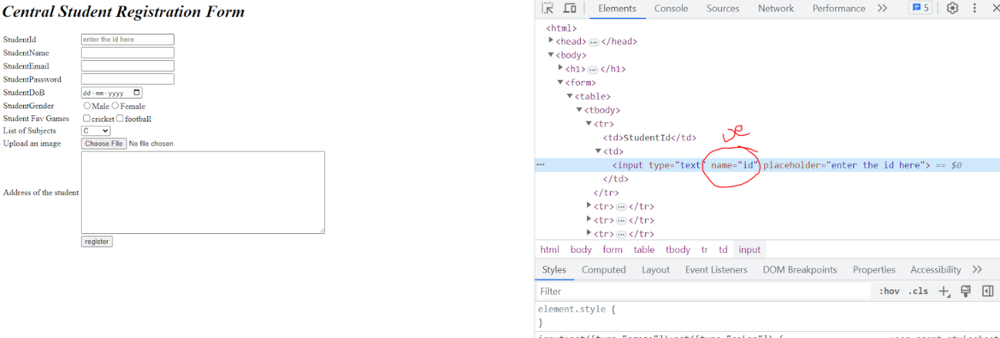 Central Student Registration Form
StudentId enter the id here
StudentName
StudentEmail
StudentPassword
StudentDoB dd-mm-yyyy
StudentGender Male Female
Student Fav Games cricket football
List of Subjects C
Upload an image Choose File No file chosen
Address of the student
register
Elements Console Sources Network Performance 5
<html>
<head> ... </head>
<body>
<h1> ... </h1>
<form>
<table>
<tbody>
<tr>
<td>StudentId</td>
<td>
... <input type="text" name="id" placeholder="enter the id here"> == $0
</td>
</tr>
<tr> ... </tr>
<tr> ... </tr>
<tr> ... </tr>
html body form table tbody tr td input
Styles Computed Layout Event Listeners DOM Breakpoints Properties Accessibility
Filter :hov .cls
element.style {
}